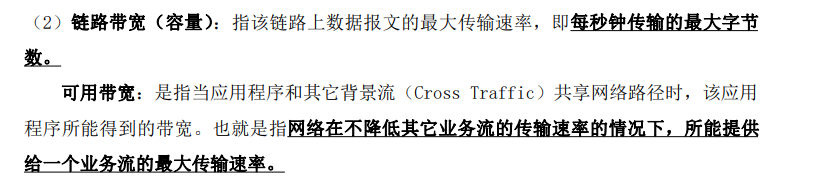 （2）链路带宽（容量）：指该链路上数据报文的最大传输速率，即每秒钟传输的最大字节
数。
可用带宽：是指当应用程序和其它背景流（Cross Traffic）共享网络路径时，该应用
程序所能得到的带宽。也就是指网络在不降低其它业务流的传输速率的情况下，所能提供
给一个业务流的最大传输速率。